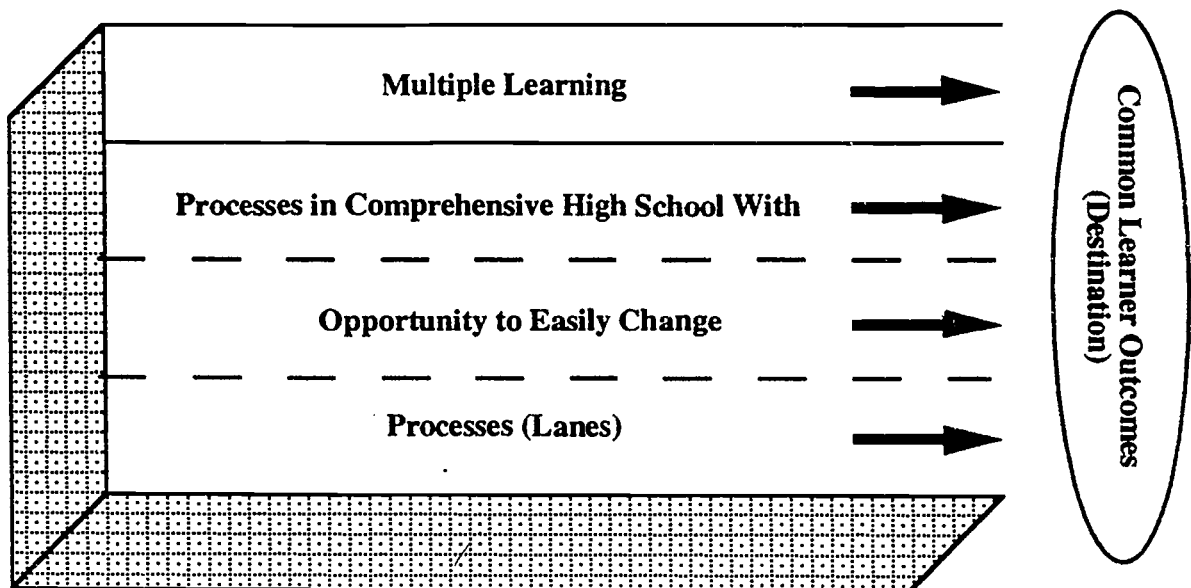 Multiple Learning
Processes in Comprehensive High School With
Opportunity to Easily Change
Processes (Lanes)
Common Learner Outcomes
(Destination)